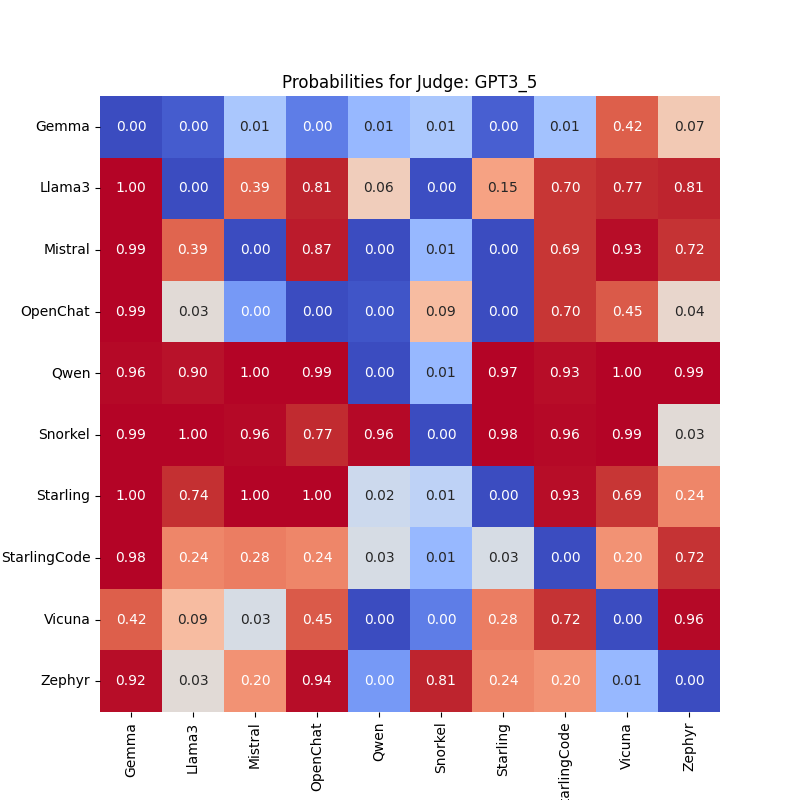 Probabilities for Judge: GPT3_5
Gemma 0.00 0.00 0.01 0.00 0.01 0.01 0.00 0.01 0.42 0.07
Llama3 1.00 0.00 0.39 0.81 0.06 0.00 0.15 0.70 0.77 0.81
Mistral 0.99 0.39 0.00 0.87 0.00 0.01 0.00 0.69 0.93 0.72
OpenChat 0.99 0.03 0.00 0.00 0.00 0.09 0.00 0.70 0.45 0.04
Qwen 0.96 0.90 1.00 0.99 0.00 0.01 0.97 0.93 1.00 0.99
Snorkel 0.99 1.00 0.96 0.77 0.96 0.00 0.98 0.96 0.99 0.03
Starling 1.00 0.74 1.00 1.00 0.02 0.01 0.00 0.93 0.69 0.24
StarlingCode 0.98 0.24 0.28 0.24 0.03 0.01 0.03 0.00 0.20 0.72
Vicuna 0.42 0.09 0.03 0.45 0.00 0.00 0.28 0.72 0.00 0.96
Zephyr 0.92 0.03 0.20 0.94 0.00 0.81 0.24 0.20 0.01 0.00
Gemma Llama3 Mistral OpenChat Qwen Snorkel Starling arlingCode Vicuna Zephyr